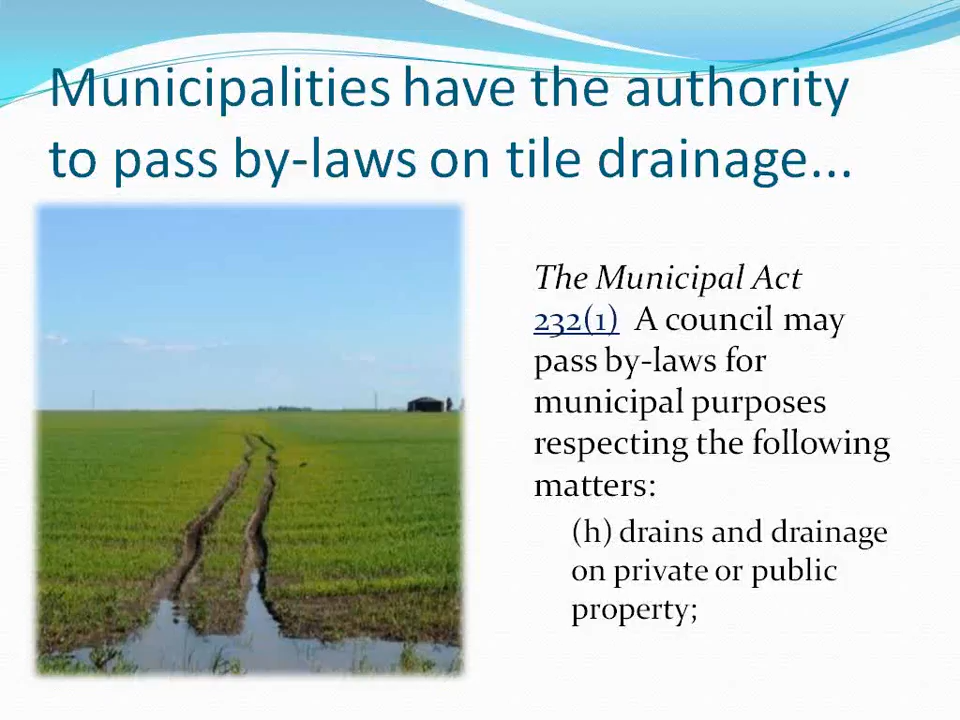 Municipalities have the authority
to pass by-laws on tile drainage...
The Municipal Act
232(1) A council may
pass by-laws for
municipal purposes
respecting the following
matters:
(h) drains and drainage
on private or public
property;